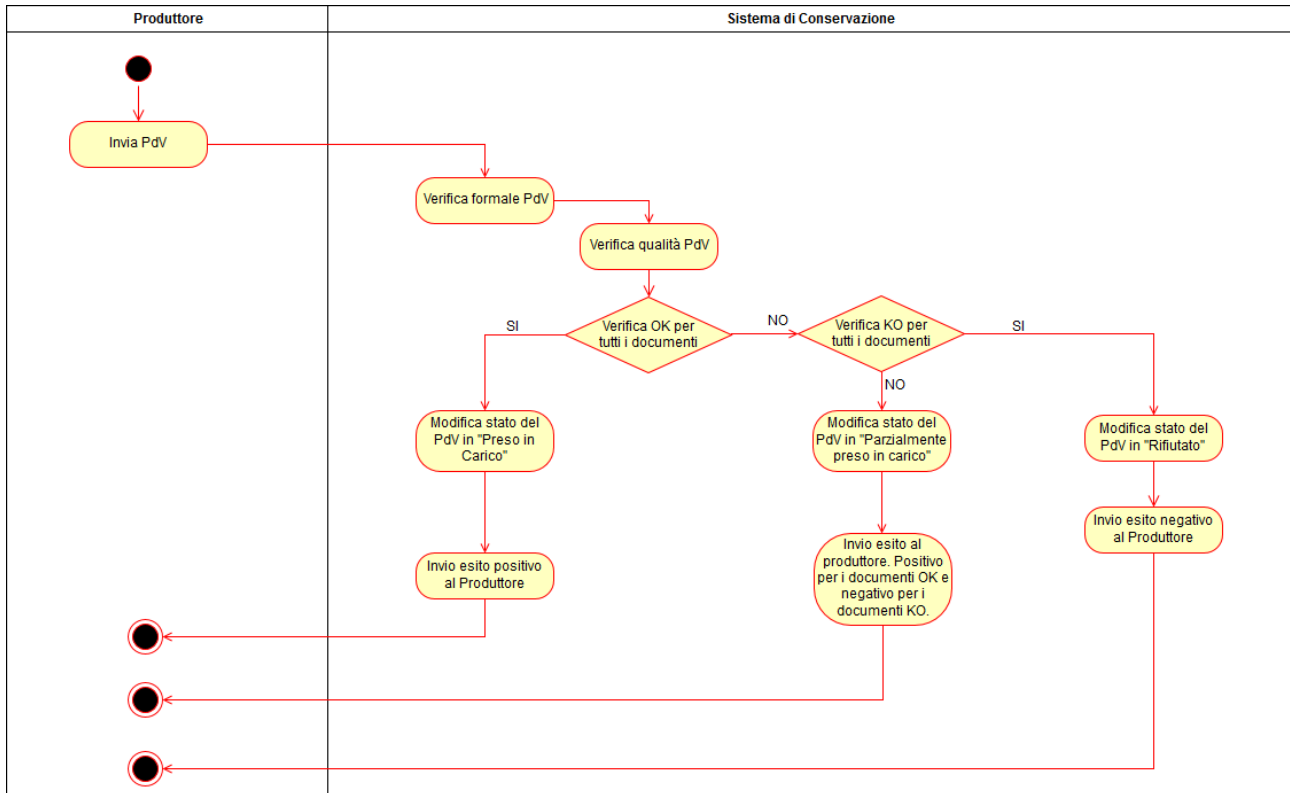 Produttore
Sistema di Conservazione
Invia PdV
Verifica formale PdV
Verifica qualità PdV
Verifica OK per
tutti i documenti
SI
NO
Verifica KO per
tutti i documenti
SI
NO
Modifica stato del
PdV in "Preso in
Carico"
Modifica stato del
PdV in "Parzialmente
preso in carico"
Modifica stato del
PdV in "Rifiutato"
Invio esito positivo
al Produttore
Invio esito al
produttore. Positivo
per i documenti OK e
negativo per i
documenti KO.
Invio esito negativo
al Produttore